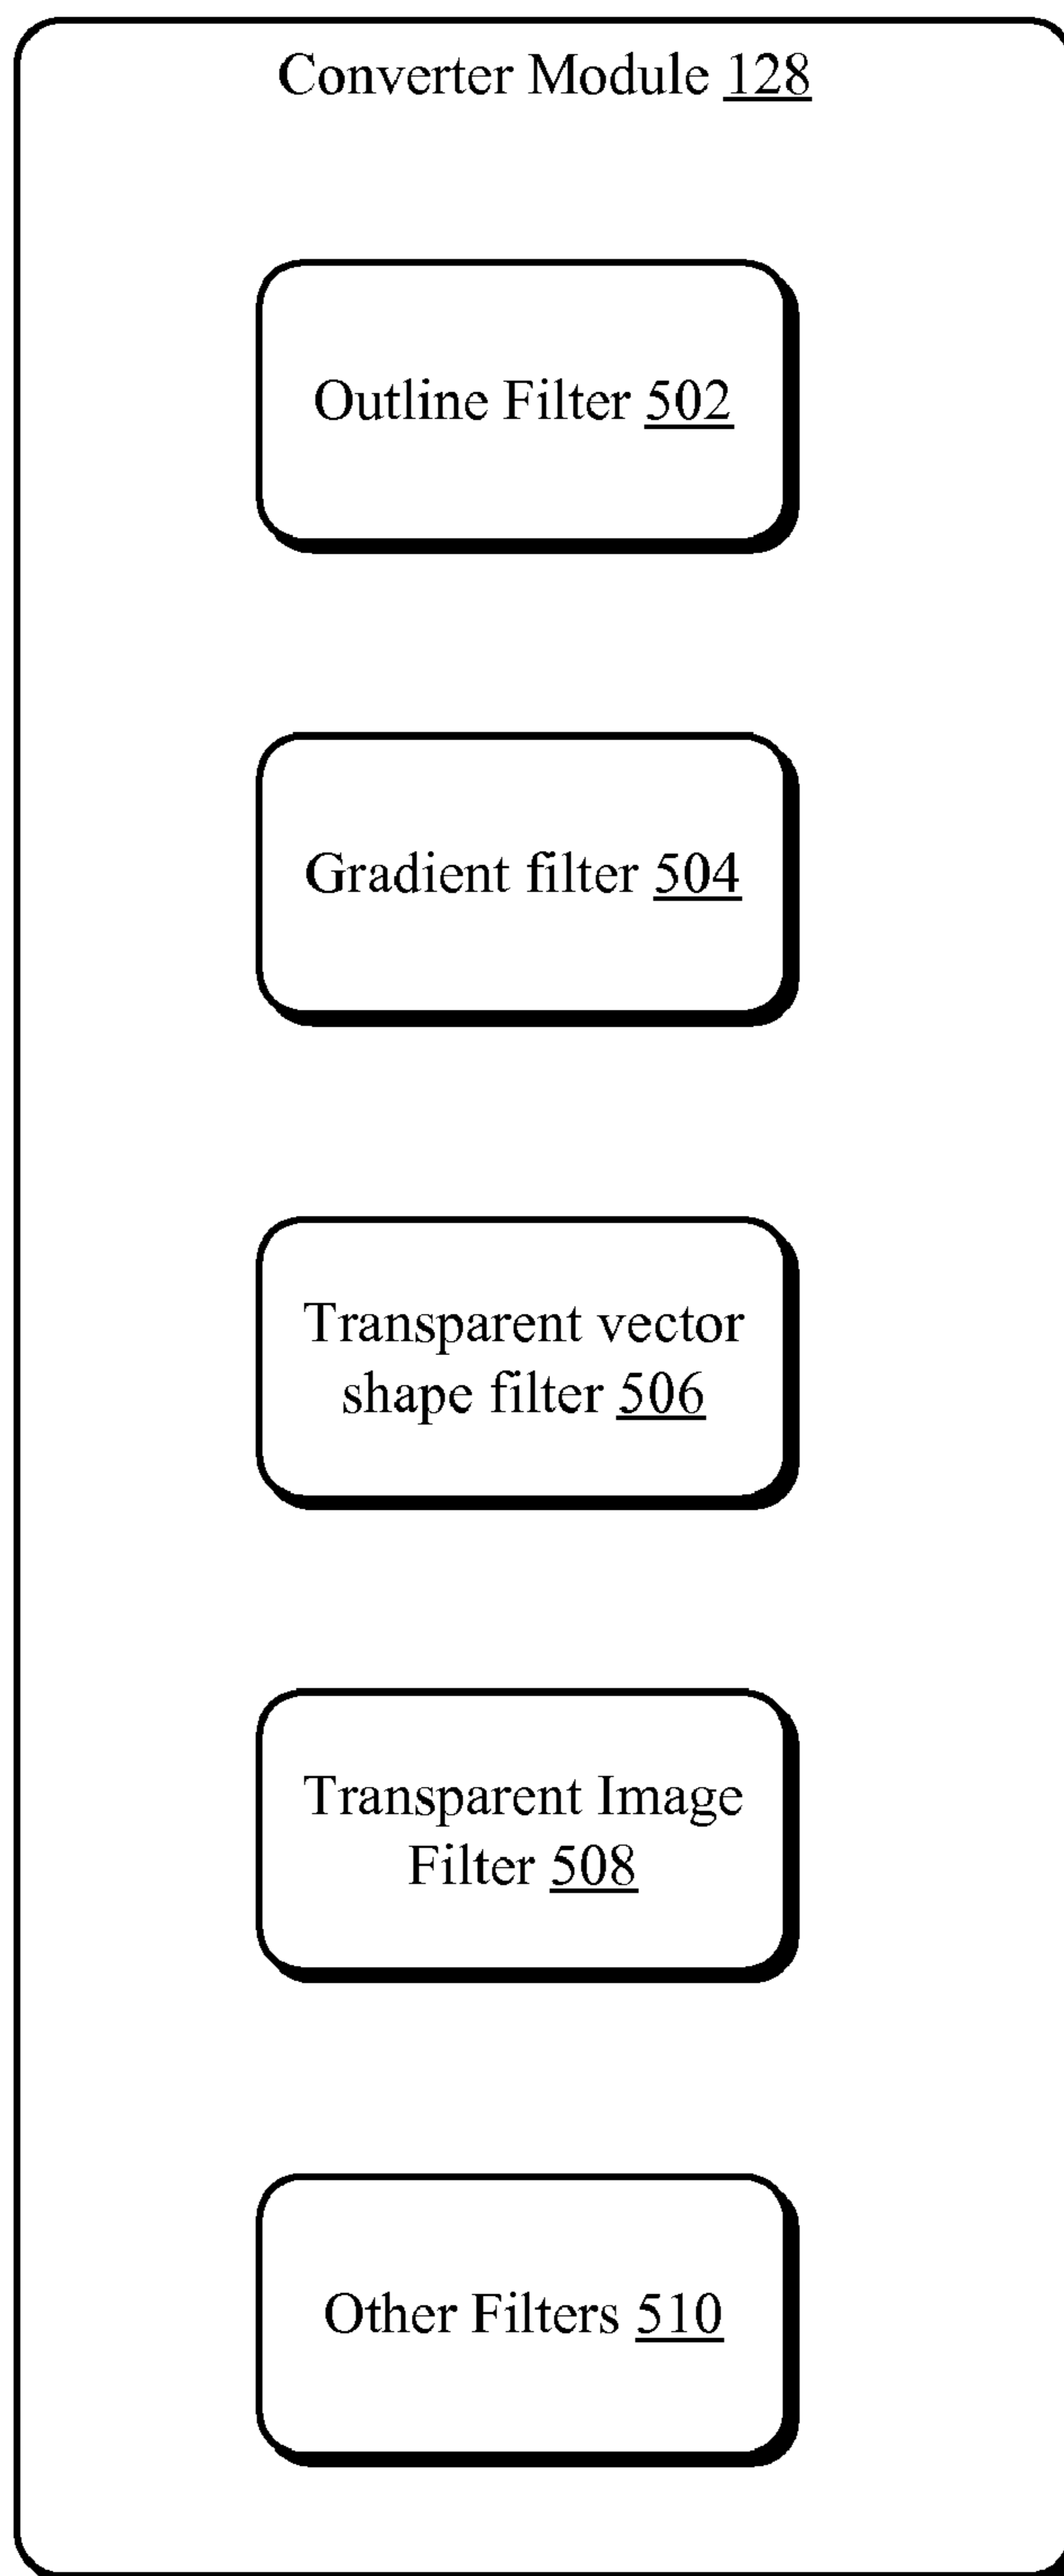 Converter Module 128
Outline Filter 502
Gradient filter 504
Transparent vector
shape filter 506
Transparent Image
Filter 508
Other Filters 510